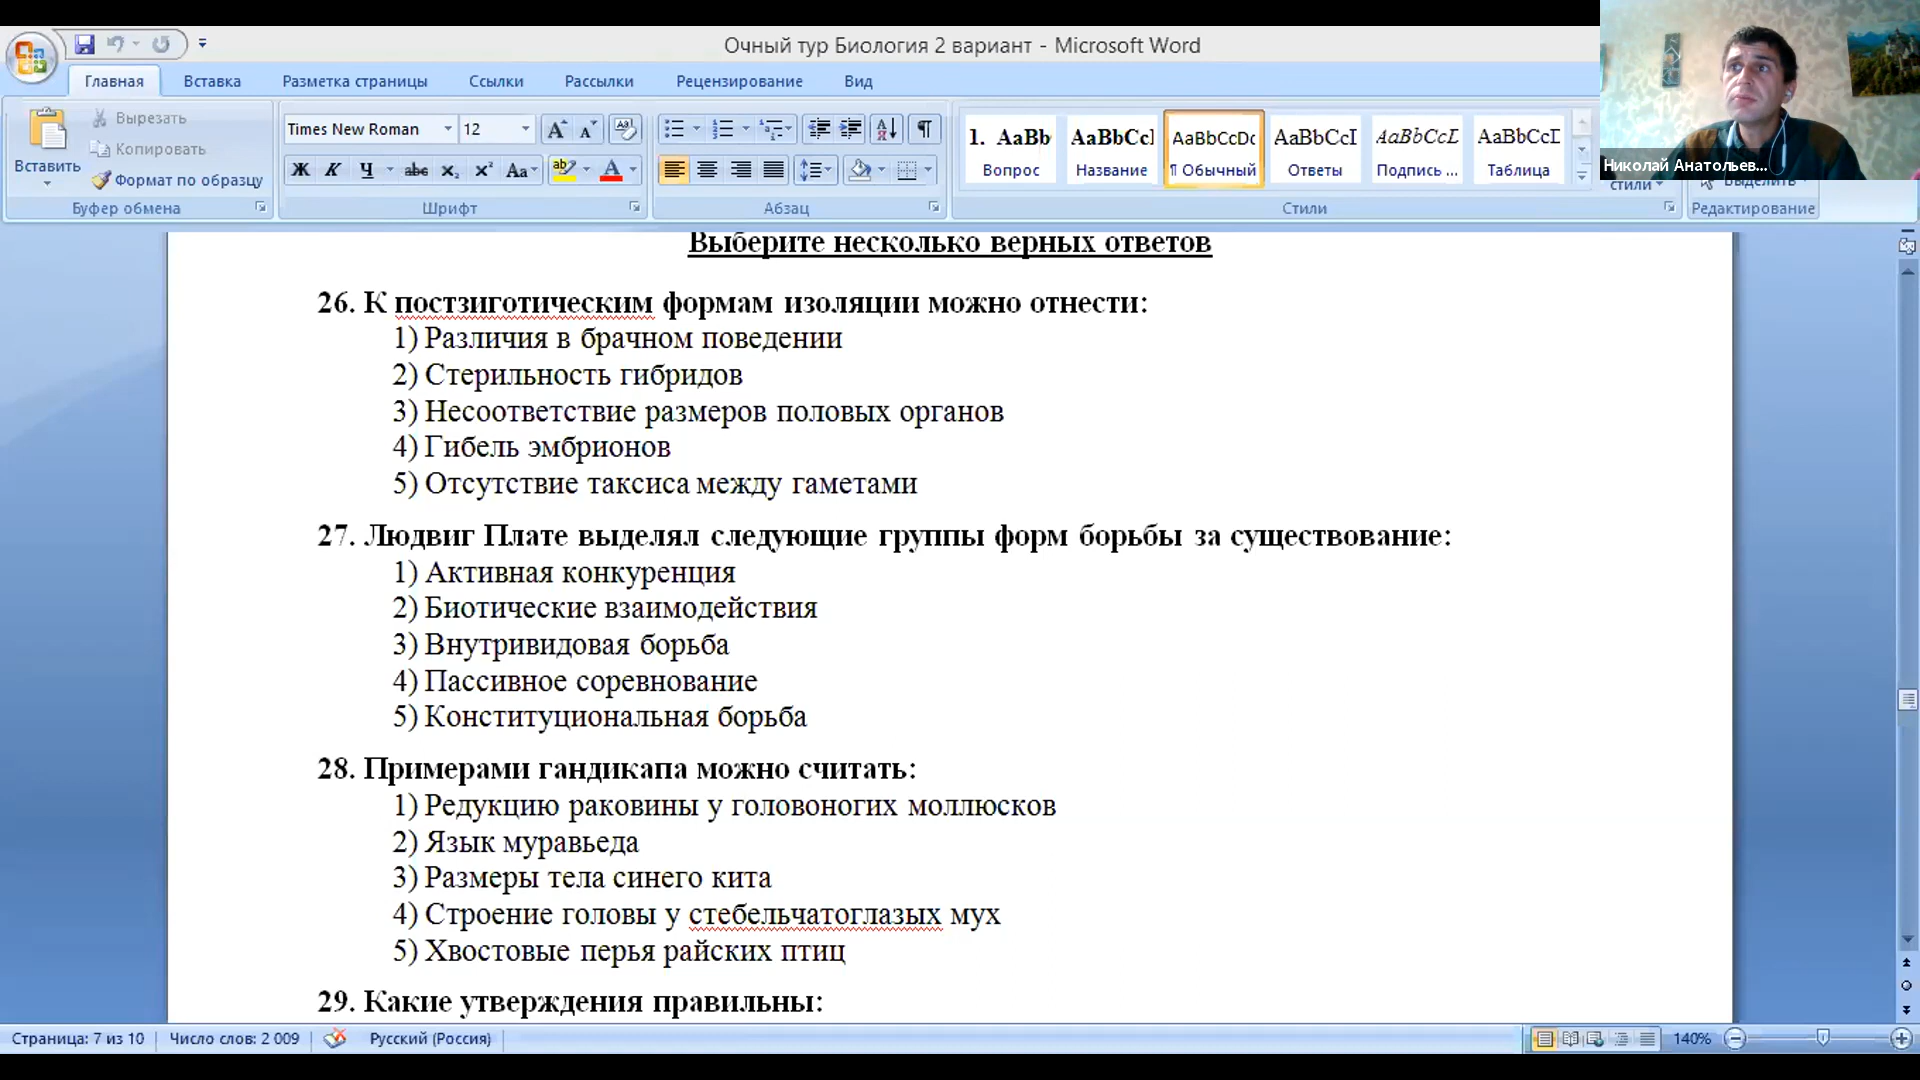 Очный тур Биология 2 вариант - Microsoft Word
Главная Вставка Разметка страницы Ссылки Рассылки Рецензирование Вид
Вставить
Вырезать
Копировать
Формат по образцу
Буфер обмена
Times New Roman 12
Ж К Ч abc x₂ x² Aa
Шрифт
Абзац
1. AaBb AaBbCcI AaBbCcDc AaBbCcI AaBbCcL AaBbCcI
Вопрос Название ¶ Обычный Ответы Подпись ... Таблица
Стили
стили
Выделить
Редактирование
Николай Анатольев...
Выберите несколько верных ответов
26. К постзиготическим формам изоляции можно отнести:
1) Различия в брачном поведении
2) Стерильность гибридов
3) Несоответствие размеров половых органов
4) Гибель эмбрионов
5) Отсутствие таксиса между гаметами
27. Людвиг Плате выделял следующие группы форм борьбы за существование:
1) Активная конкуренция
2) Биотические взаимодействия
3) Внутривидовая борьба
4) Пассивное соревнование
5) Конституциональная борьба
28. Примерами гандикапа можно считать:
1) Редукцию раковины у головоногих моллюсков
2) Язык муравьеда
3) Размеры тела синего кита
4) Строение головы у стебельчатоглазых мух
5) Хвостовые перья райских птиц
29. Какие утверждения правильны:
Страница: 7 из 10 Число слов: 2 009 Русский (Россия) 140%